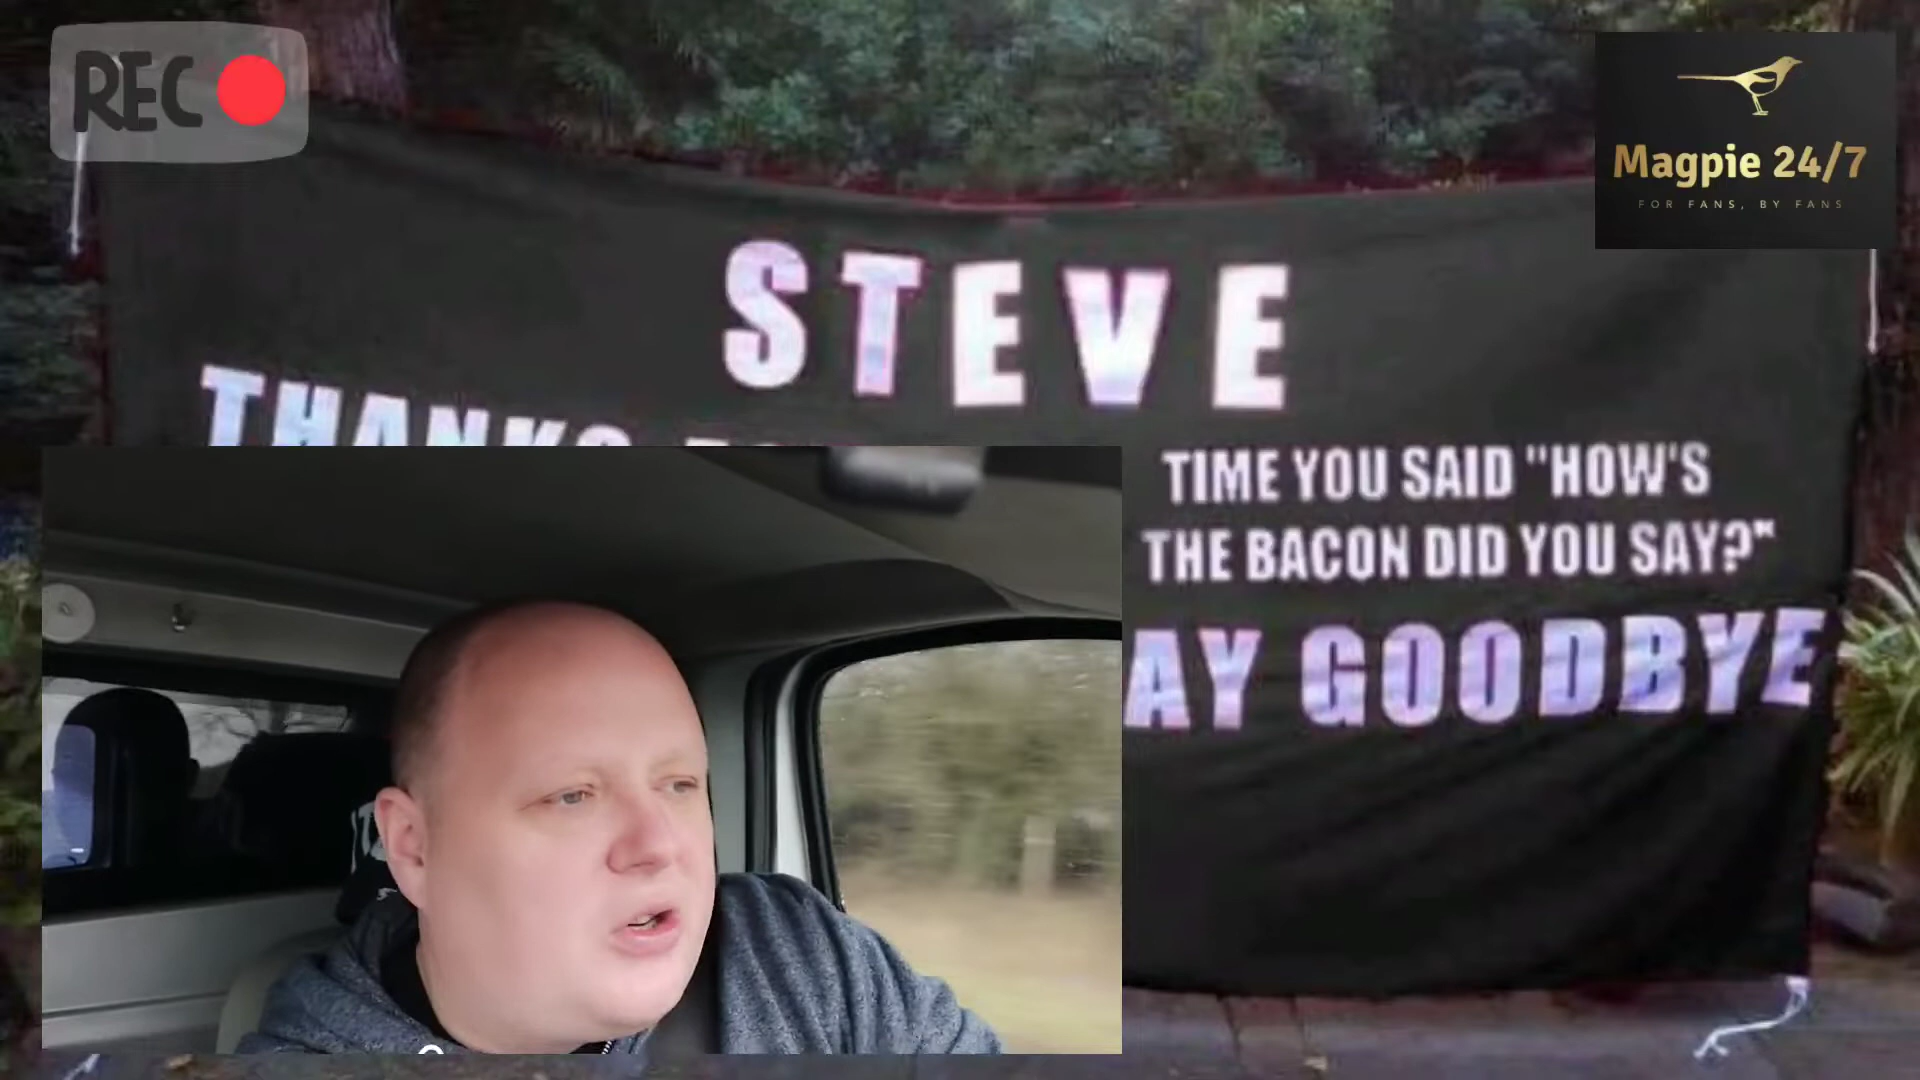 REC
Magpie 24/7
FOR FANS, BY FANS
STEVE
THANKS
TIME YOU SAID "HOW'S
THE BACON DID YOU SAY?"
AY GOODBYE